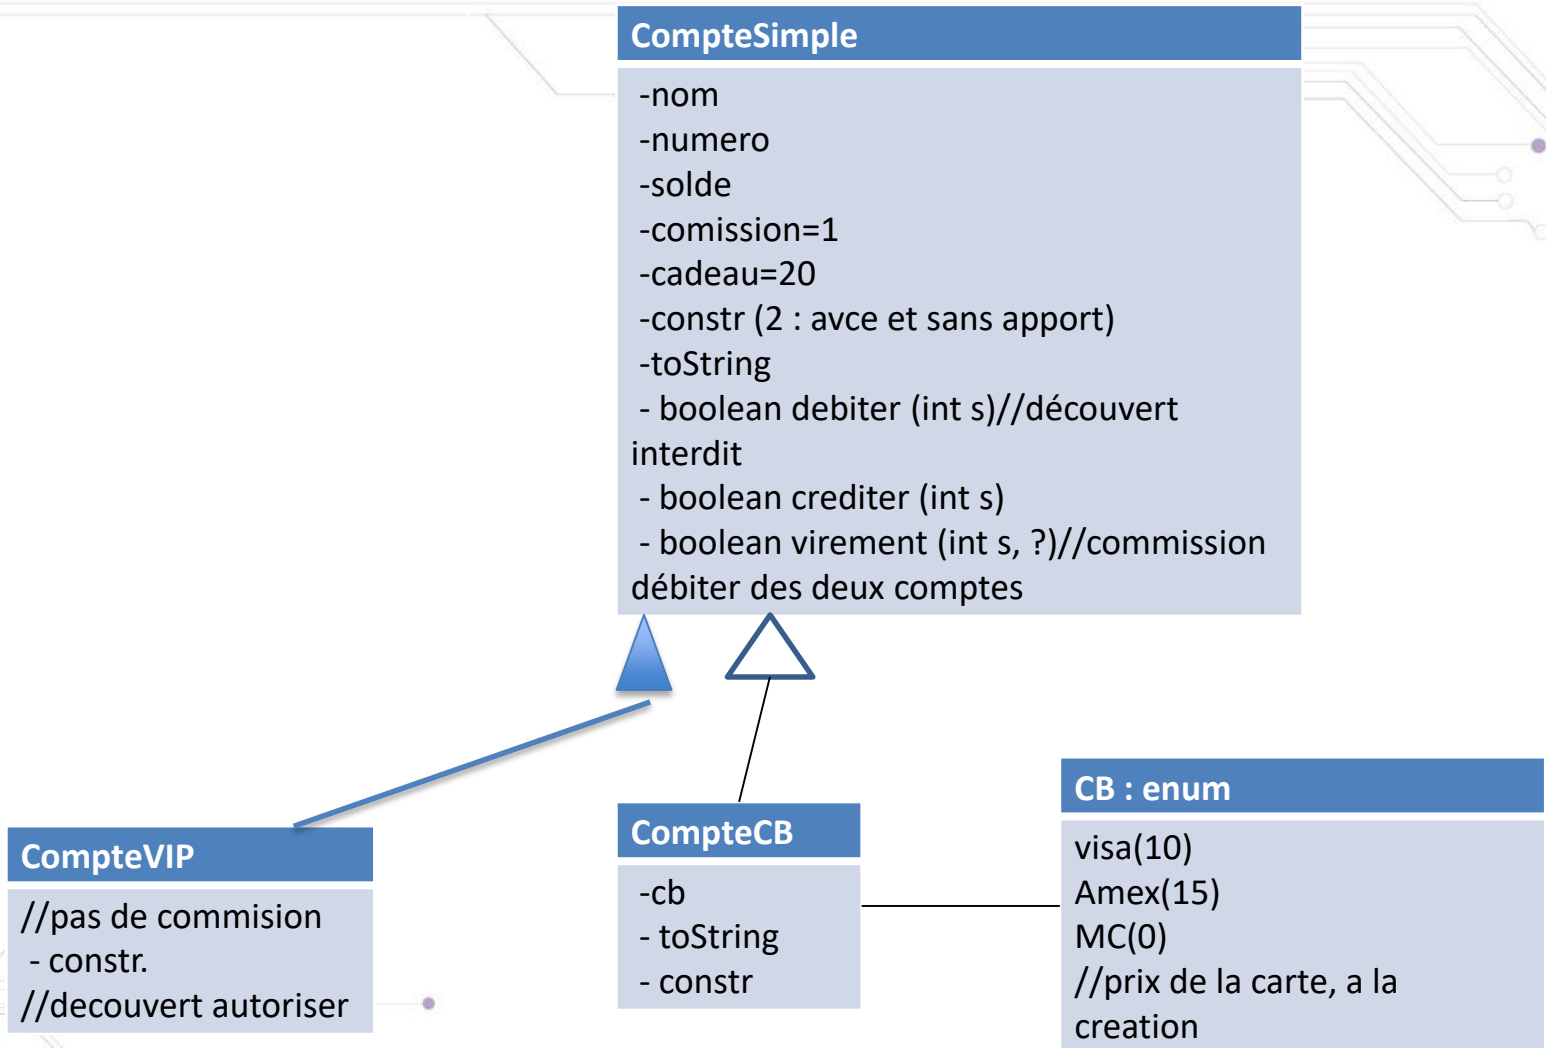 CompteSimple
-nom
-numero
-solde
-comission=1
-cadeau=20
-constr (2 : avce et sans apport)
-toString
- boolean debiter (int s)//découvert
interdit
- boolean crediter (int s)
- boolean virement (int s, ?)//commission
débiter des deux comptes
CompteVIP
//pas de commision
- constr.
//decouvert autoriser
CompteCB
-cb
- toString
- constr
CB : enum
visa(10)
Amex(15)
MC(0)
//prix de la carte, a la
creation